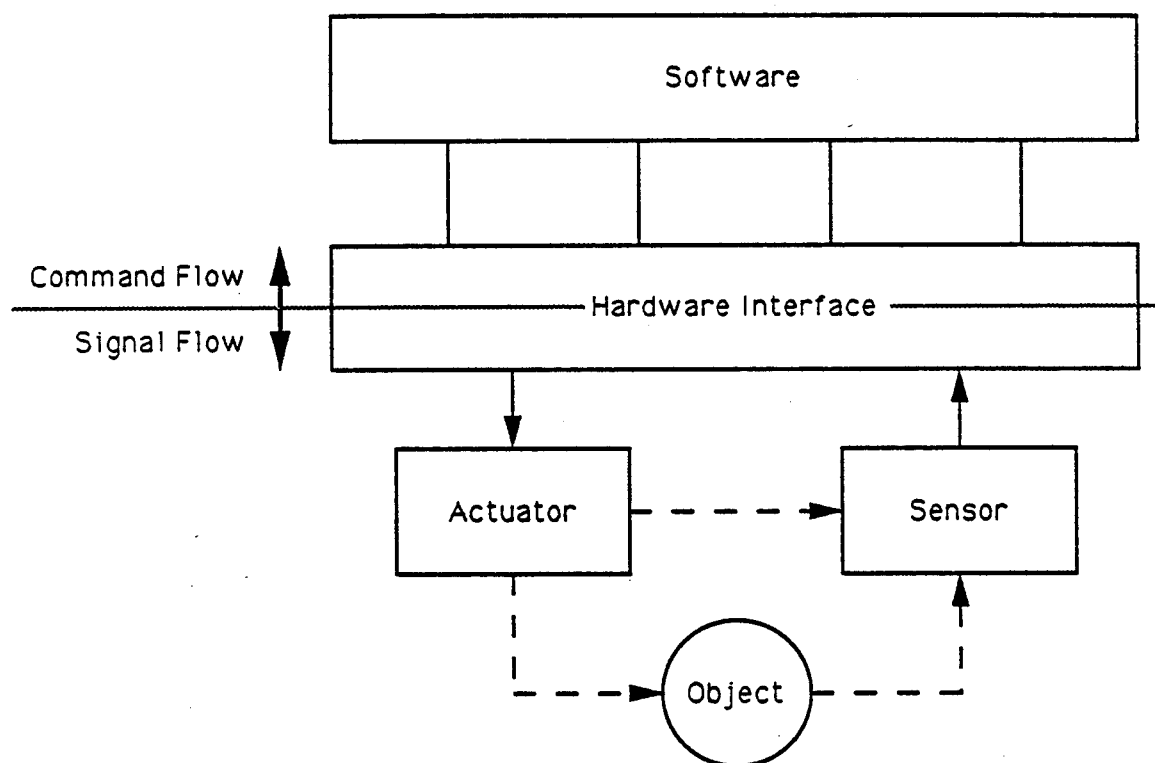 Software
Command Flow
Hardware Interface
Signal Flow
Actuator
Sensor
Object